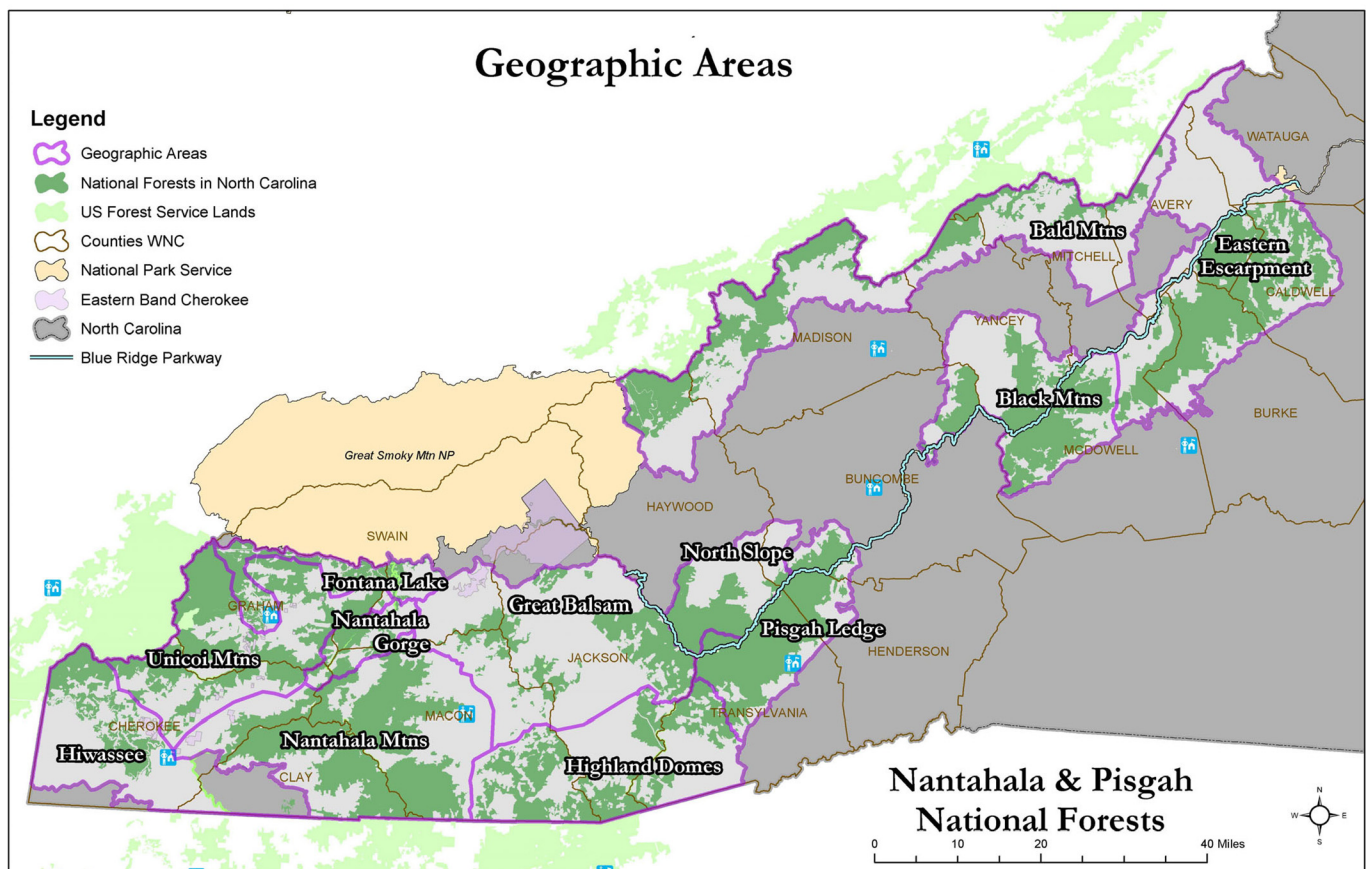 Geographic Areas
Legend
Geographic Areas
National Forests in North Carolina
US Forest Service Lands
Counties WNC
National Park Service
Eastern Band Cherokee
North Carolina
Blue Ridge Parkway
WATAUGA
AVERY
Bald Mtns
MITCHELL
Eastern
Escarpment
CALDWELL
YANCEY
MADISON
Black Mtns
BURKE
MCDOWELL
Great Smoky Mtn NP
BUNCOMBE
HAYWOOD
SWAIN
North Slope
Fontana Lake
GRAHAM
Great Balsam
Nantahala
Gorge
Pisgah Ledge
HENDERSON
Unicoi Mtns
JACKSON
TRANSYLVANIA
MACON
CHEROKEE
Nantahala Mtns
Hiwassee
Highland Domes
CLAY
Nantahala & Pisgah
National Forests
N
W E
S
0 10 20 40 Miles